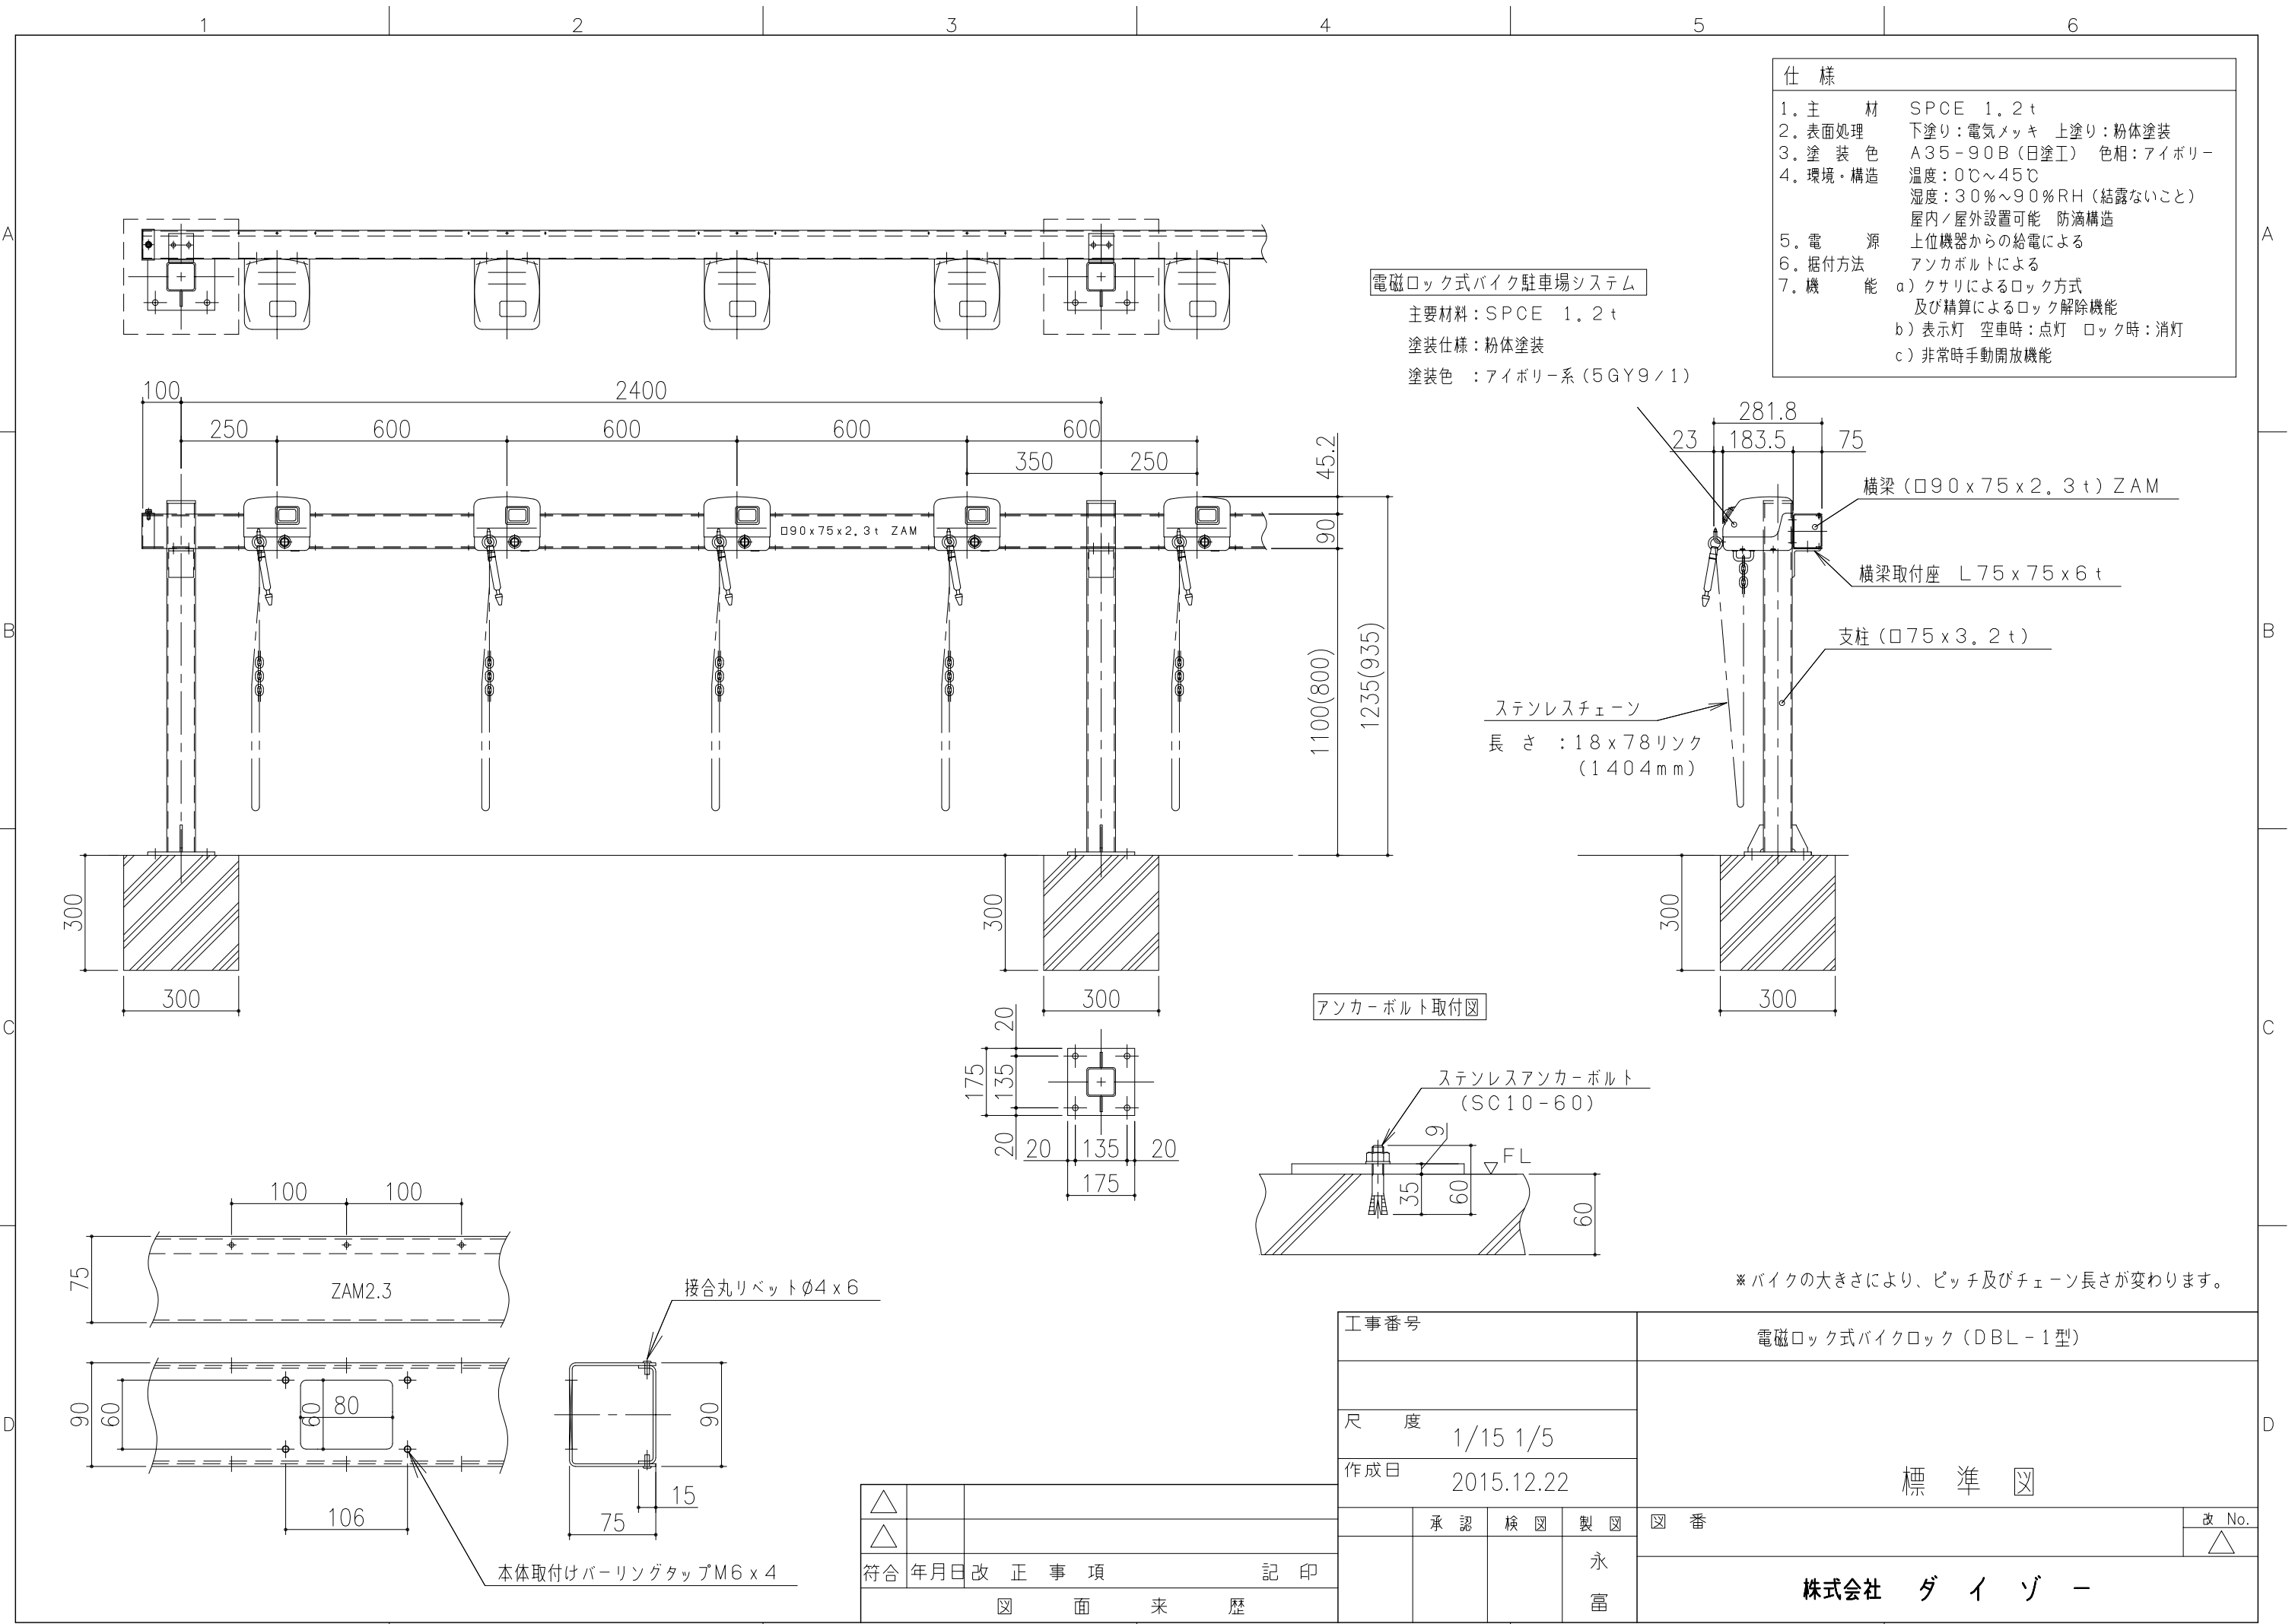 1 2 3 4 5 6
A A
B B
C C
D D
仕 様
1。主 材 SPCE 1。2t
2。表面処理 下塗り:電気メッキ 上塗り:粉体塗装
3。塗 装 色 A35-90B(日塗工) 色相:アイボリー
4。環境・構造 温度:0℃~45℃
湿度:30%~90%RH(結露ないこと)
屋内/屋外設置可能 防滴構造
5。電 源 上位機器からの給電による
6。据付方法 アンカボルトによる
7。機 能 a)クサリによるロック方式
及び精算によるロック解除機能
b)表示灯 空車時:点灯 ロック時:消灯
c)非常時手動開放機能
電磁ロック式バイク駐車場システム
主要材料:SPCE 1。2t
塗装仕様:粉体塗装
塗装色 :アイボリー系(5GY9/1)
100 2400
250 600 600 600 600
350 250
45.2
90
1100(800)
1235(935)
□90x75x2。3t ZAM
300
300
300
300
281.8
23 183.5 75
横梁(□90x75x2。3t)ZAM
横梁取付座 L75x75x6t
支柱(□75x3。2t)
ステンレスチェーン
長 さ :18x78リンク
(1404mm)
300
300
20
175 135
20
20 135 20
175
アンカーボルト取付図
ステンレスアンカーボルト
(SC10-60)
9
FL
35 60
60
100 100
75
ZAM2.3
90 60 60 80
106
本体取付けバーリングタップM6x4
接合丸リベットØ4x6
90
15
75
※バイクの大きさにより、ピッチ及びチェーン長さが変わります。
工事番号
電磁ロック式バイクロック(DBL-1型)
尺 度
1/15 1/5
作成日
2015.12.22
標 準 図
承 認 検 図 製 図
永
富
図 番
改 No.
株式会社 ダ イ ゾ ー
符合 年月日 改 正 事 項 記 印
図 面 来 歴